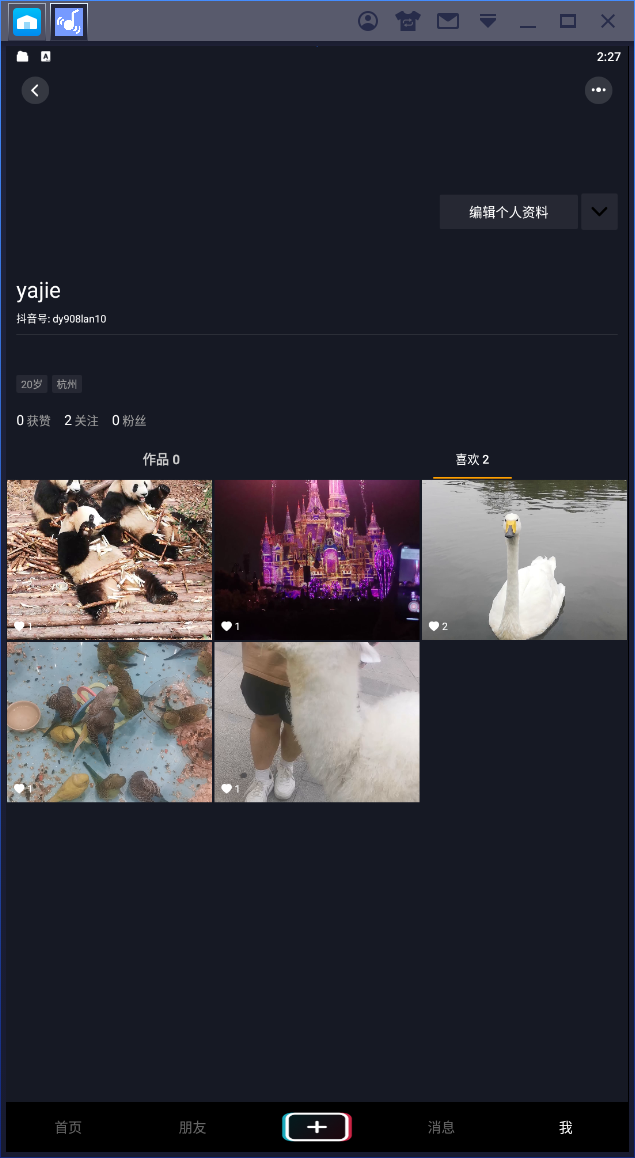 2:27
编辑个人资料
yajie
抖音号: dy908lan10
20岁 杭州
0 获赞 2 关注 0 粉丝
作品 0 喜欢 2
1 1 2
1 1
首页 朋友 消息 我